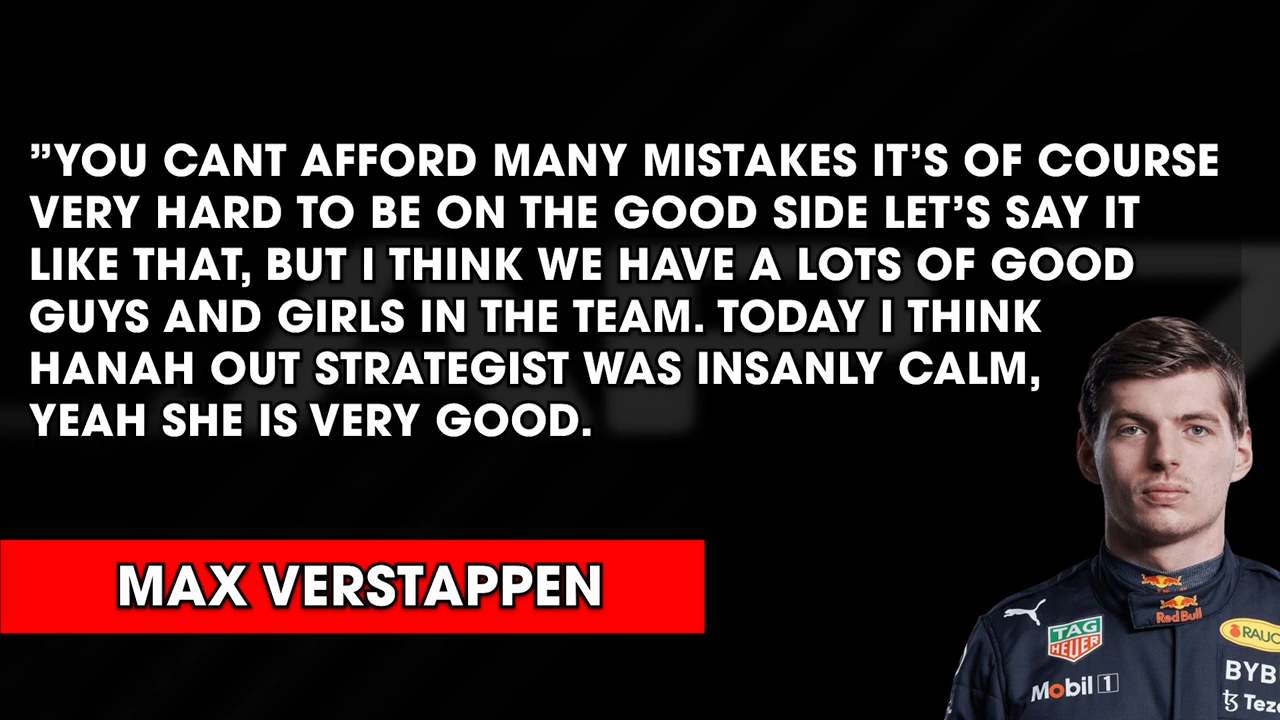 ”YOU CANT AFFORD MANY MISTAKES IT’S OF COURSE
VERY HARD TO BE ON THE GOOD SIDE LET’S SAY IT
LIKE THAT, BUT I THINK WE HAVE A LOTS OF GOOD
GUYS AND GIRLS IN THE TEAM. TODAY I THINK
HANAH OUT STRATEGIST WAS INSANLY CALM,
YEAH SHE IS VERY GOOD.
MAX VERSTAPPEN
Red Bull
TAG
HEUER
RAUC
Mobil 1
BYB
Tezo